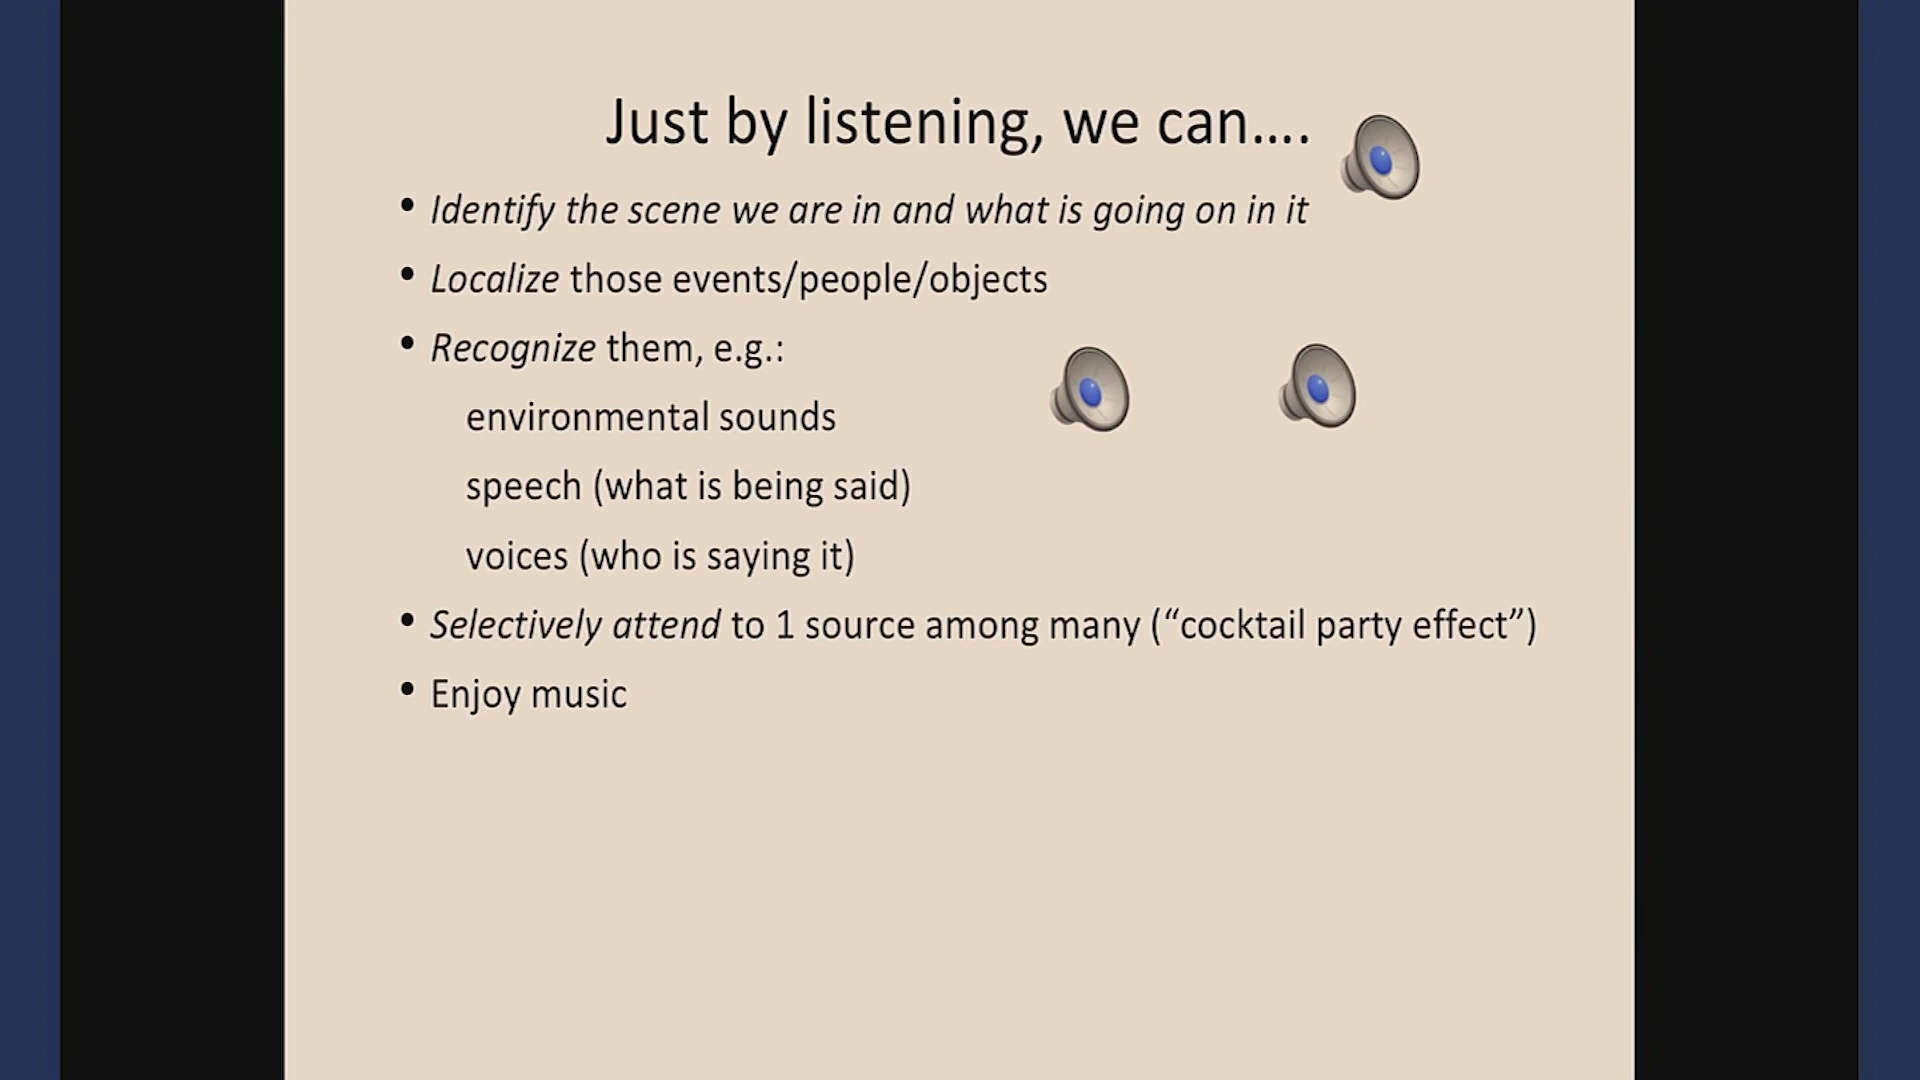 Just by listening, we can....
• Identify the scene we are in and what is going on in it
• Localize those events/people/objects
• Recognize them, e.g.:
environmental sounds
speech (what is being said)
voices (who is saying it)
• Selectively attend to 1 source among many (“cocktail party effect”)
• Enjoy music